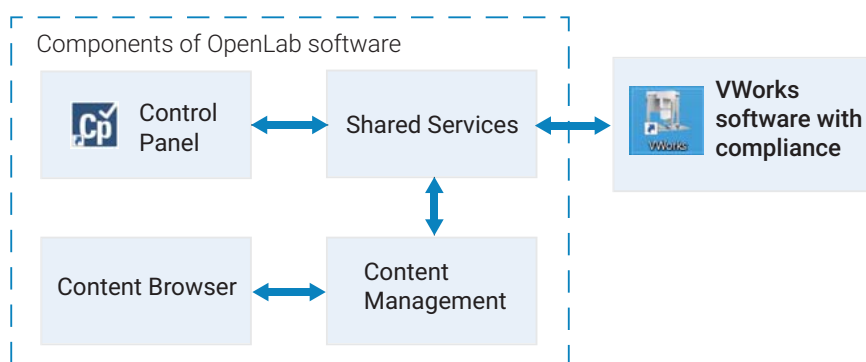 Components of OpenLab software
Cp
Control
Panel
Shared Services
VWorks
VWorks
software with
compliance
Content Browser
Content
Management